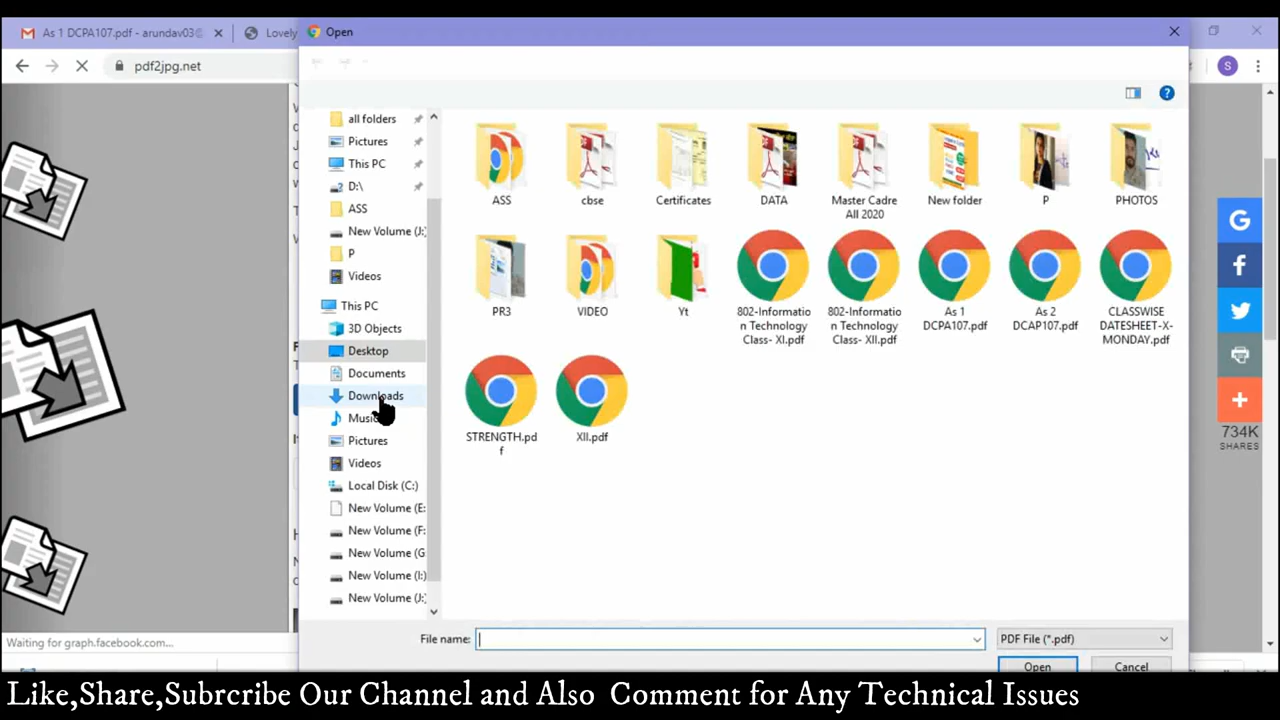 As 1 DCPA107.pdf - arundav03@
Lovely
Open
pdf2jpg.net
S
all folders
Pictures
This PC
D:\
ASS
New Volume (J:)
P
Videos
This PC
3D Objects
Desktop
Documents
Downloads
Music
Pictures
Videos
Local Disk (C:)
New Volume (E:
New Volume (F:
New Volume (G
New Volume (I:)
New Volume (J:)
ASS
cbse
Certificates
DATA
Master Cadre
All 2020
New folder
P
PHOTOS
PR3
VIDEO
Yt
802-Informatio
n Technology
Class- XI.pdf
802-Informatio
n Technology
Class- XII.pdf
As 1
DCPA107.pdf
As 2
DCAP107.pdf
CLASSWISE
DATESHEET-X-
MONDAY.pdf
STRENGTH.pd
f
XII.pdf
734K
SHARES
File name:
PDF File (*.pdf)
Open
Cancel
Waiting for graph.facebook.com...
Like,Share,Subrcribe Our Channel and Also Comment for Any Technical Issues